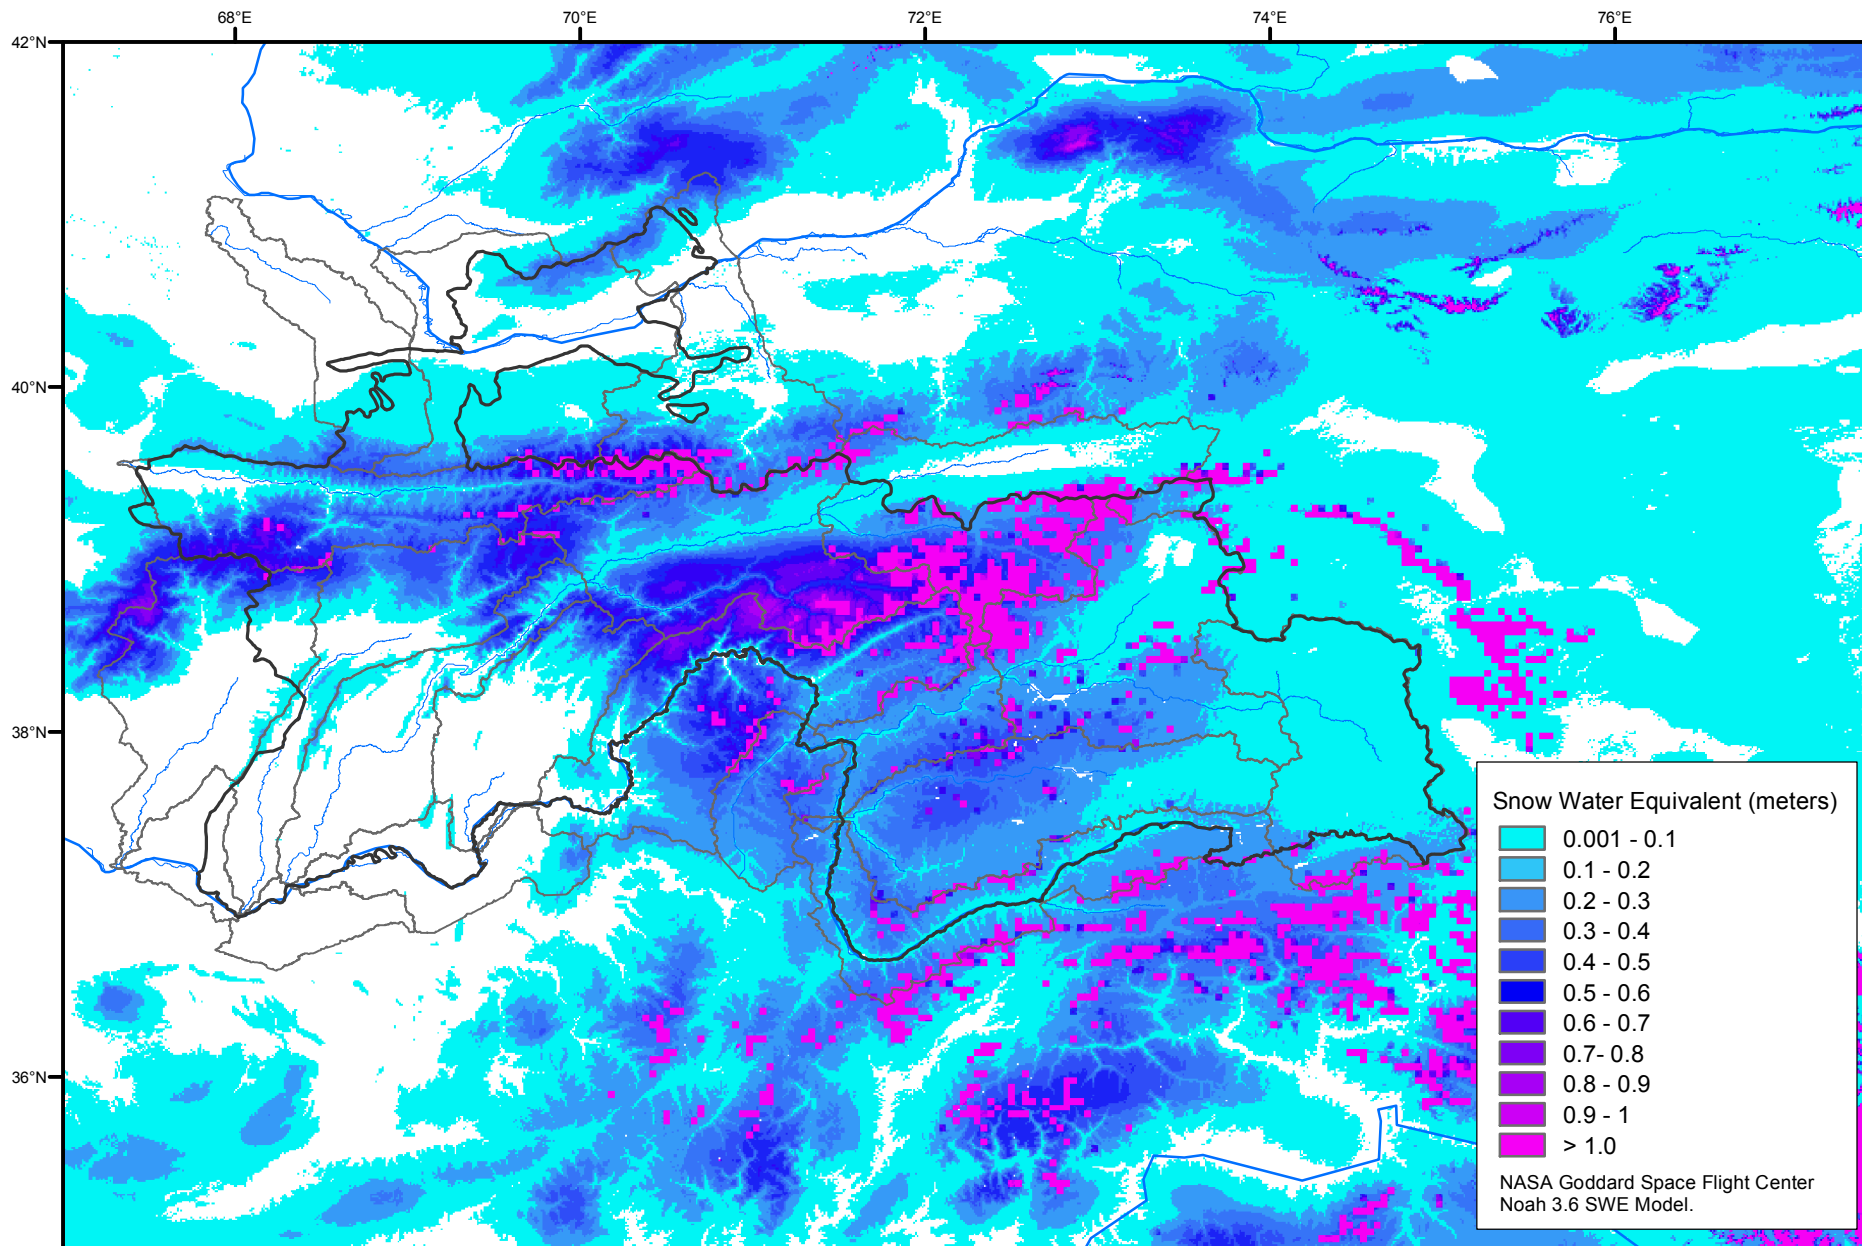 68°E 70°E 72°E 74°E 76°E
42°N
40°N
38°N
36°N
Snow Water Equivalent (meters)
0.001 - 0.1
0.1 - 0.2
0.2 - 0.3
0.3 - 0.4
0.4 - 0.5
0.5 - 0.6
0.6 - 0.7
0.7- 0.8
0.8 - 0.9
0.9 - 1
> 1.0
NASA Goddard Space Flight Center
Noah 3.6 SWE Model.